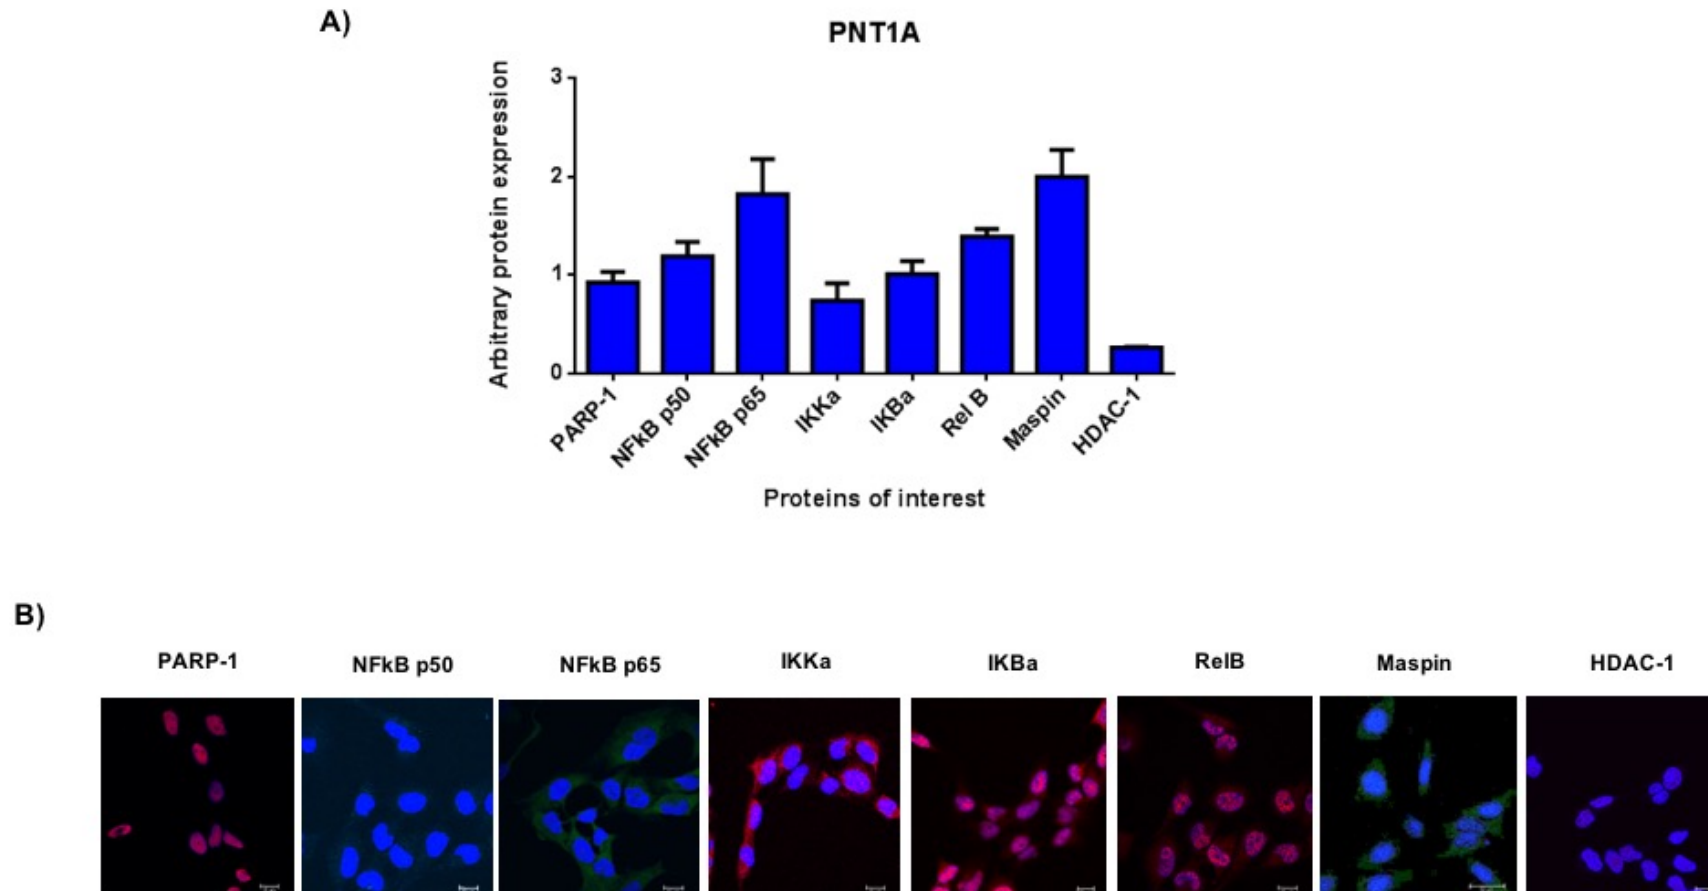 A)
PNT1A
Arbitrary protein expression
3
2
1
0
PARP-1
NFkB p50
NFkB p65
IKKa
IKBa
Rel B
Maspin
HDAC-1
Proteins of interest
B)
PARP-1
NFkB p50
NFkB p65
IKKa
IKBa
RelB
Maspin
HDAC-1